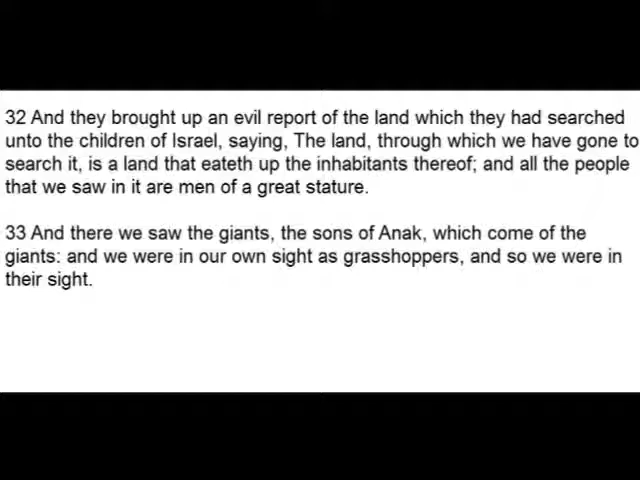 32 And they brought up an evil report of the land which they had searched
unto the children of Israel, saying, The land, through which we have gone to
search it, is a land that eateth up the inhabitants thereof; and all the people
that we saw in it are men of a great stature.
33 And there we saw the giants, the sons of Anak, which come of the
giants: and we were in our own sight as grasshoppers, and so we were in
their sight.